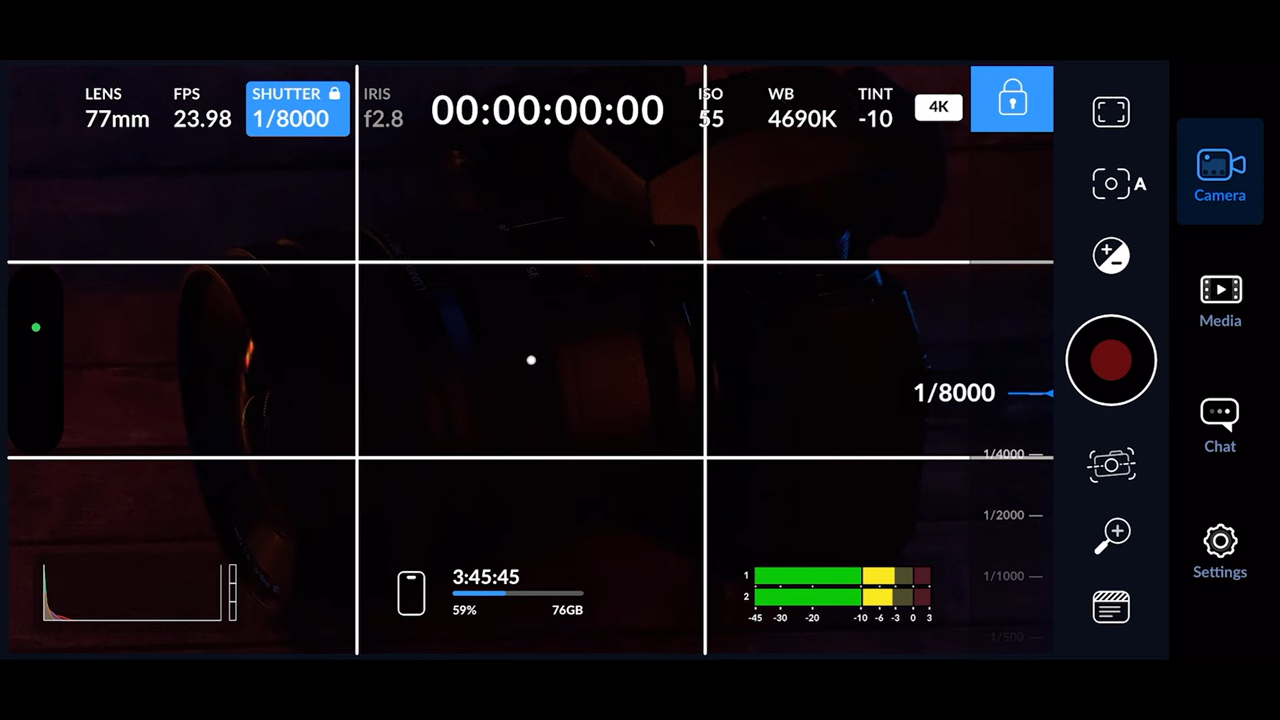 LENS
77mm
FPS
23.98
SHUTTER
1/8000
IRIS
f2.8
00:00:00:00
ISO
55
WB
4690K
TINT
-10
4K
A
Camera
Media
1/8000
1/4000
1/2000
1/1000
1/500
Chat
Settings
3:45:45
59% 76GB
1
2
-45 -30 -20 -10 -6 -3 0 3